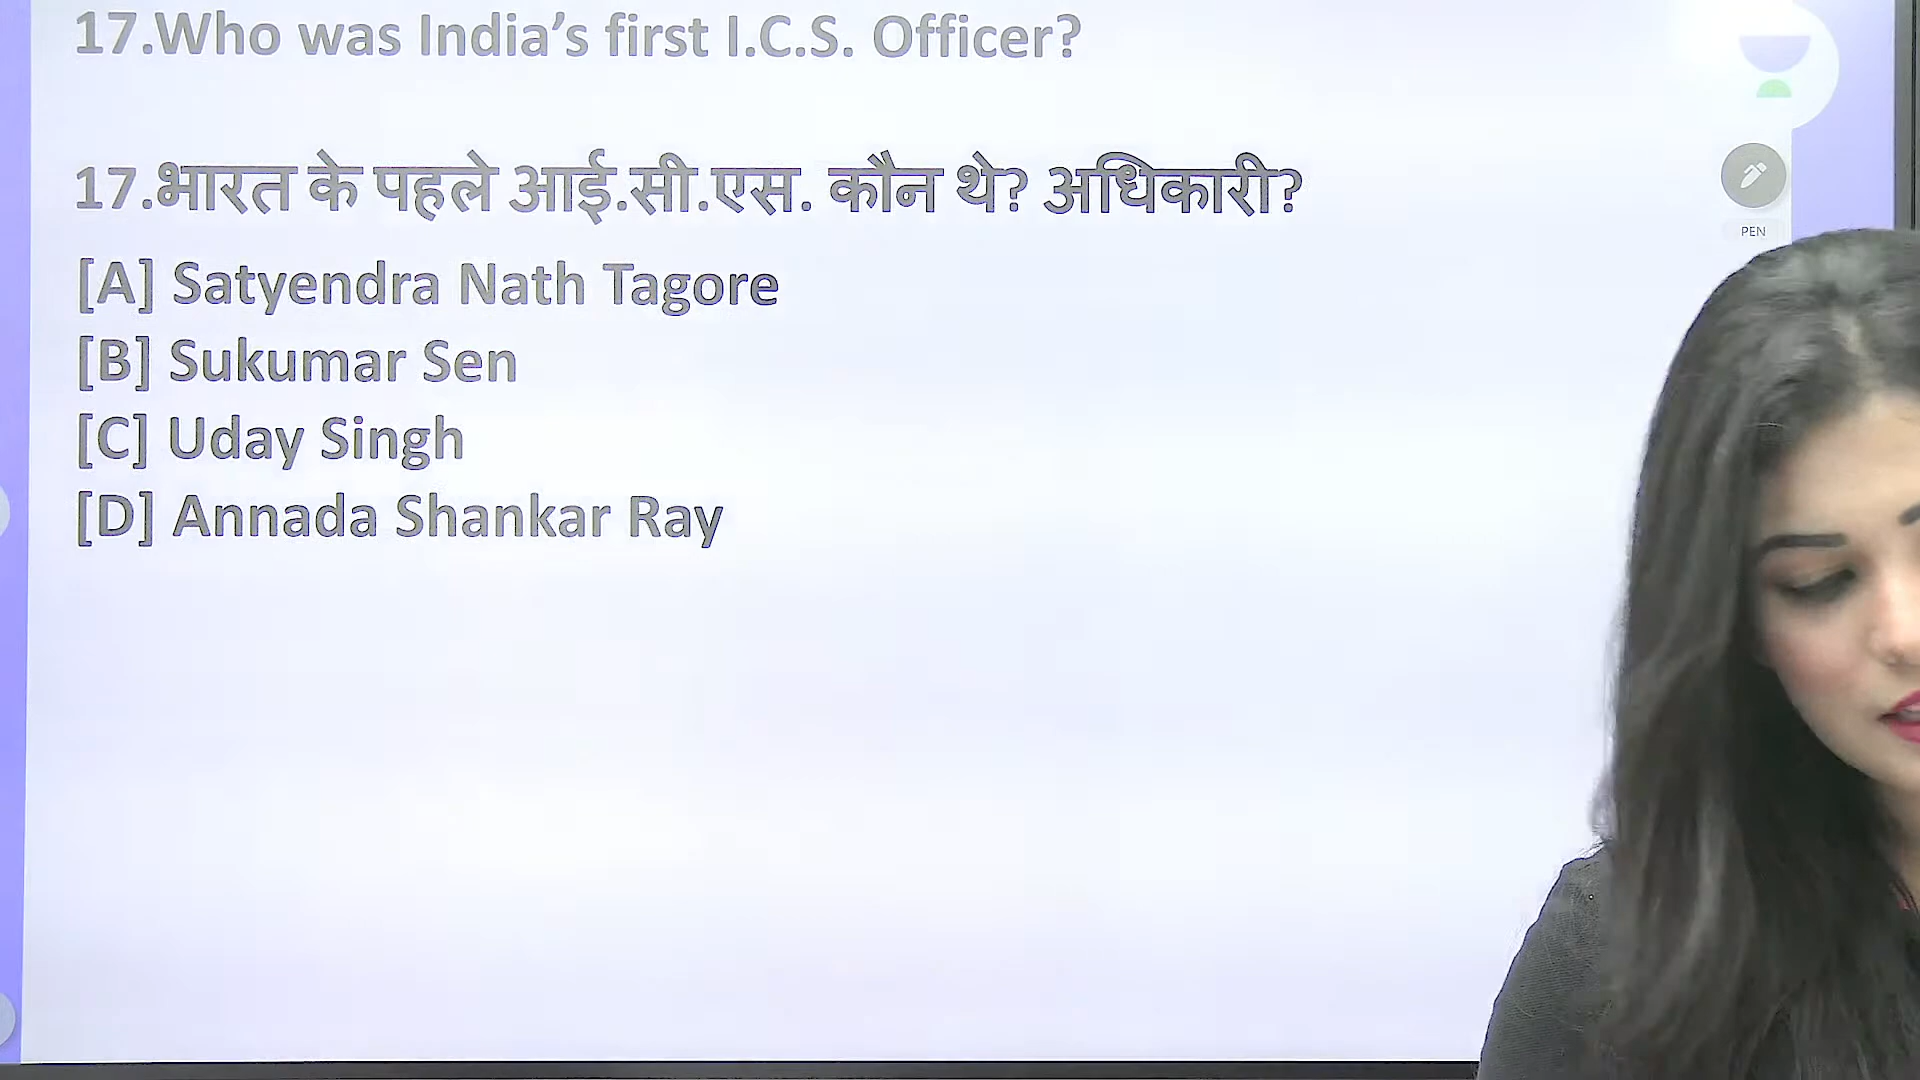 17.Who was India’s first I.C.S. Officer?
17.भारत के पहले आई.सी.एस. कौन थे? अधिकारी?
[A] Satyendra Nath Tagore
[B] Sukumar Sen
[C] Uday Singh
[D] Annada Shankar Ray
PEN